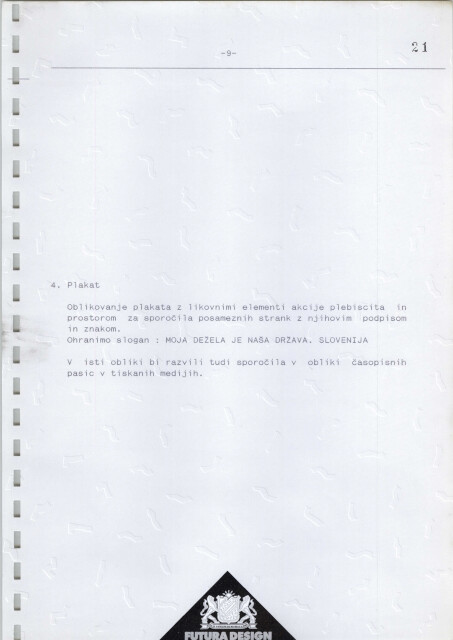 -9-
21
4. Plakat
Oblikovanje plakata z likovnimi elementi akcije plebiscita in
prostorom za sporočila posameznih strank z njihovim podpisom
in znakom.
Ohranimo slogan : MOJA DEŽELA JE NAŠA DRŽAVA. SLOVENIJA
V isti obliki bi razvili tudi sporočila v obliki časopisnih
pasic v tiskanih medijih.
FUTURA DESIGN